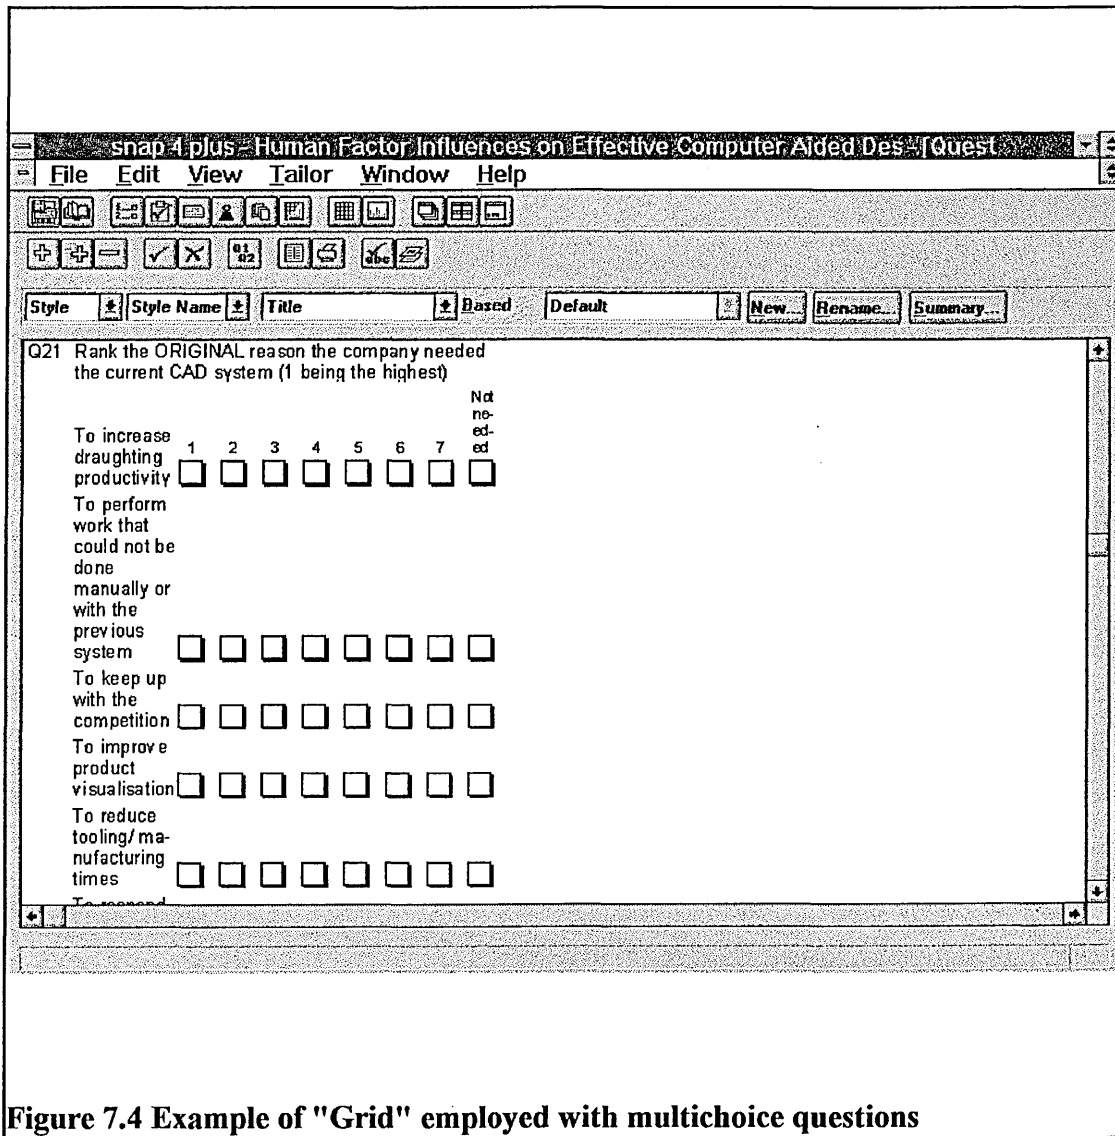 snap 4 plus - Human Factor Influences on Effective Computer Aided Des - [Quest
File Edit View Tailor Window Help
Q1
Q2
abc
Style Style Name Title Based Default New... Rename... Summary...
Q21 Rank the ORIGINAL reason the company needed
the current CAD system (1 being the highest)
Not
ne-
ed-
ed
1 2 3 4 5 6 7
To increase
draughting
productivity
To perform
work that
could not be
done
manually or
with the
previous
system
To keep up
with the
competition
To improve
product
visualisation
To reduce
tooling/ma-
nufacturing
times
Figure 7.4 Example of "Grid" employed with multichoice questions